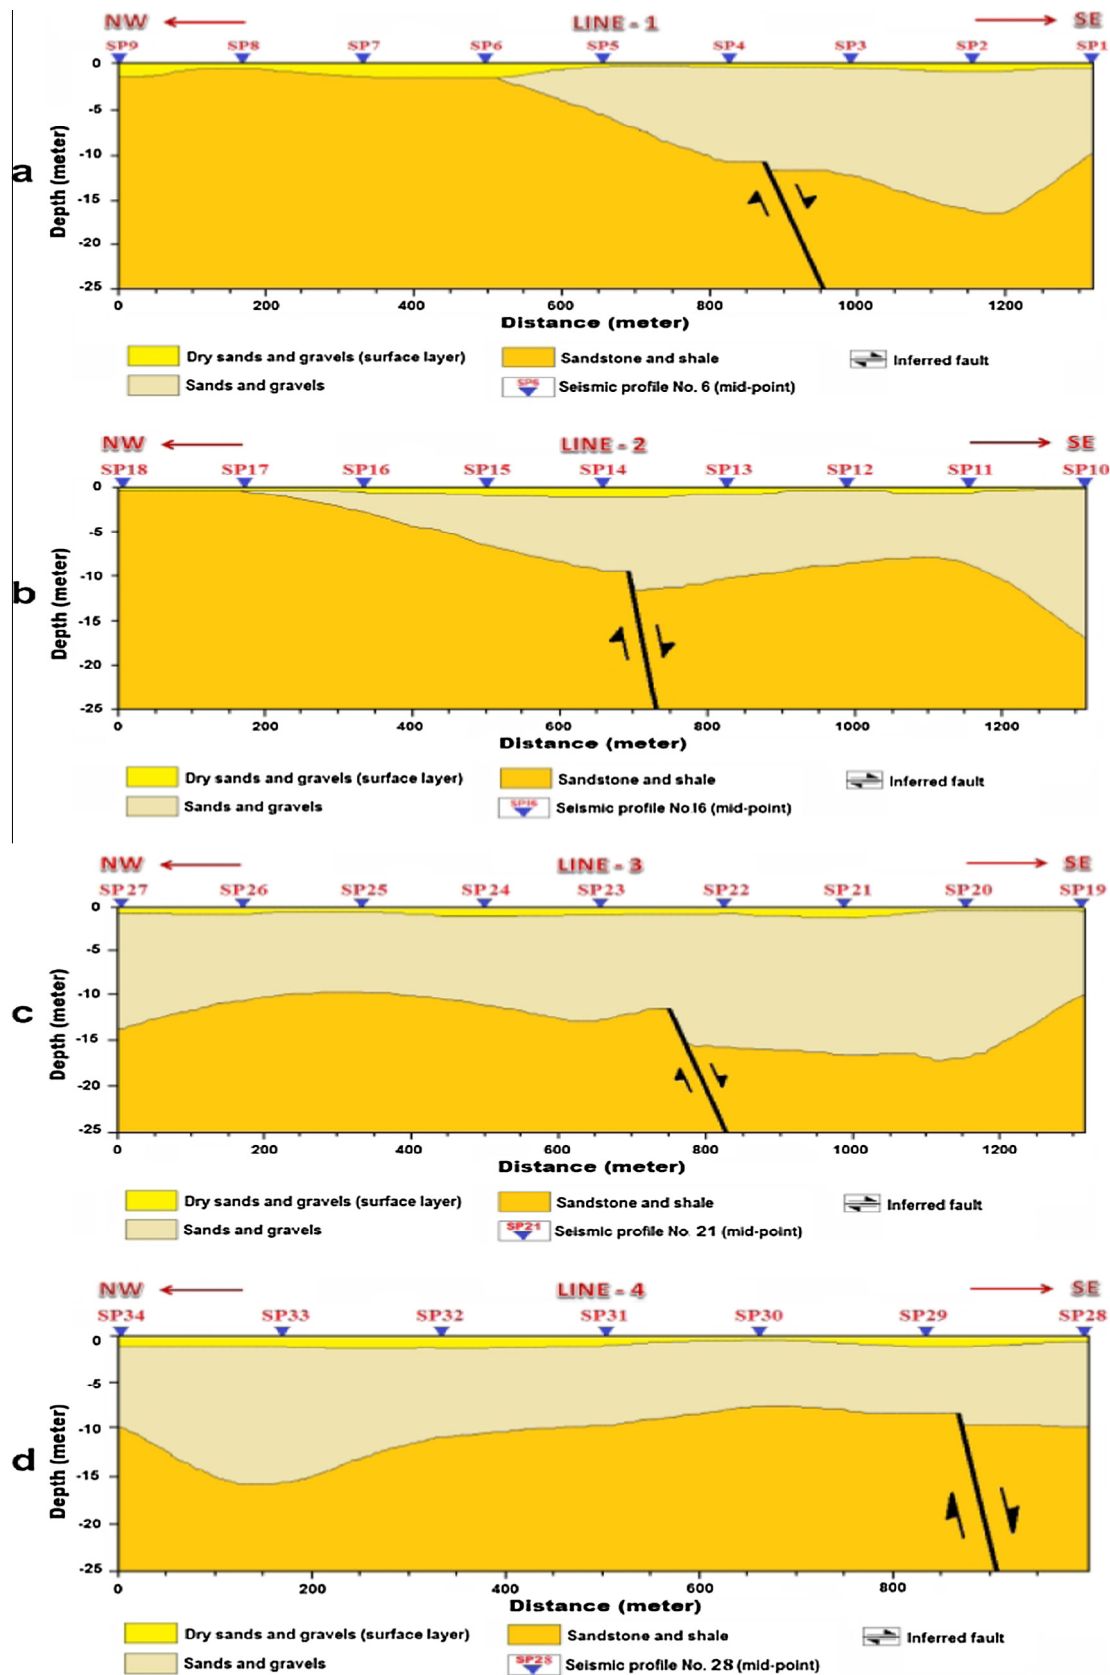 NW LINE - 1 SE
SP9 SP8 SP7 SP6 SP5 SP4 SP3 SP2 SP1
a
Depth (meter)
0
-5
-10
-15
-20
-25
0 200 400 600 800 1000 1200
Distance (meter)
Dry sands and gravels (surface layer) Sandstone and shale Inferred fault
Sands and gravels SP6 Seismic profile No. 6 (mid-point)
NW LINE - 2 SE
SP18 SP17 SP16 SP15 SP14 SP13 SP12 SP11 SP10
b
Depth (meter)
0
-5
-10
-15
-20
-25
0 200 400 600 800 1000 1200
Distance (meter)
Dry sands and gravels (surface layer) Sandstone and shale Inferred fault
Sands and gravels SP16 Seismic profile No.16 (mid-point)
NW LINE - 3 SE
SP27 SP26 SP25 SP24 SP23 SP22 SP21 SP20 SP19
c
Depth (meter)
0
-5
-10
-15
-20
-25
0 200 400 600 800 1000 1200
Distance (meter)
Dry sands and gravels (surface layer) Sandstone and shale Inferred fault
Sands and gravels SP21 Seismic profile No. 21 (mid-point)
NW LINE - 4 SE
SP34 SP33 SP32 SP31 SP30 SP29 SP28
d
Depth (meter)
0
-5
-10
-15
-20
-25
0 200 400 600 800
Distance (meter)
Dry sands and gravels (surface layer) Sandstone and shale Inferred fault
Sands and gravels SP28 Seismic profile No. 28 (mid-point)